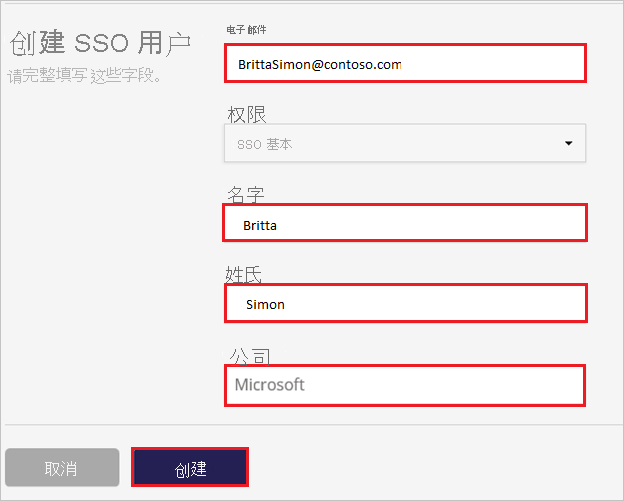 创建 SSO 用户
请完整填写 这些字段。
电子邮件
BrittaSimon@contoso.com
权限
SSO 基本
名字
Britta
姓氏
Simon
公司
Microsoft
取消
创建